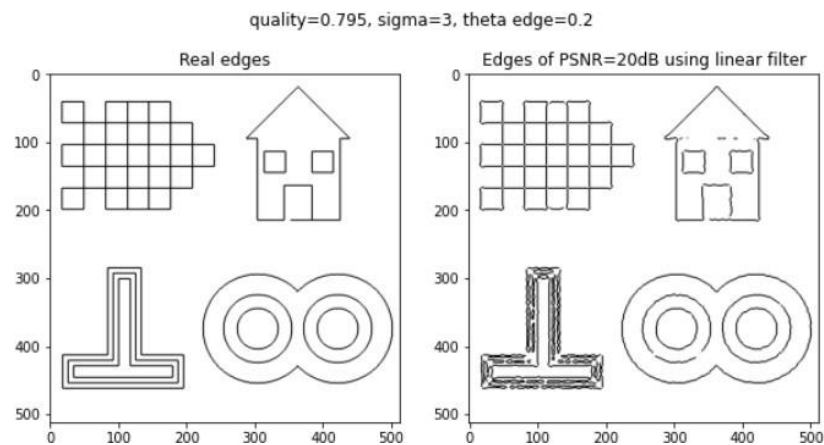 quality=0.795, sigma=3, theta edge=0.2
Real edges
Edges of PSNR=20dB using linear filter
0
100
200
300
400
500
0 100 200 300 400 500
0
100
200
300
400
500
0 100 200 300 400 500